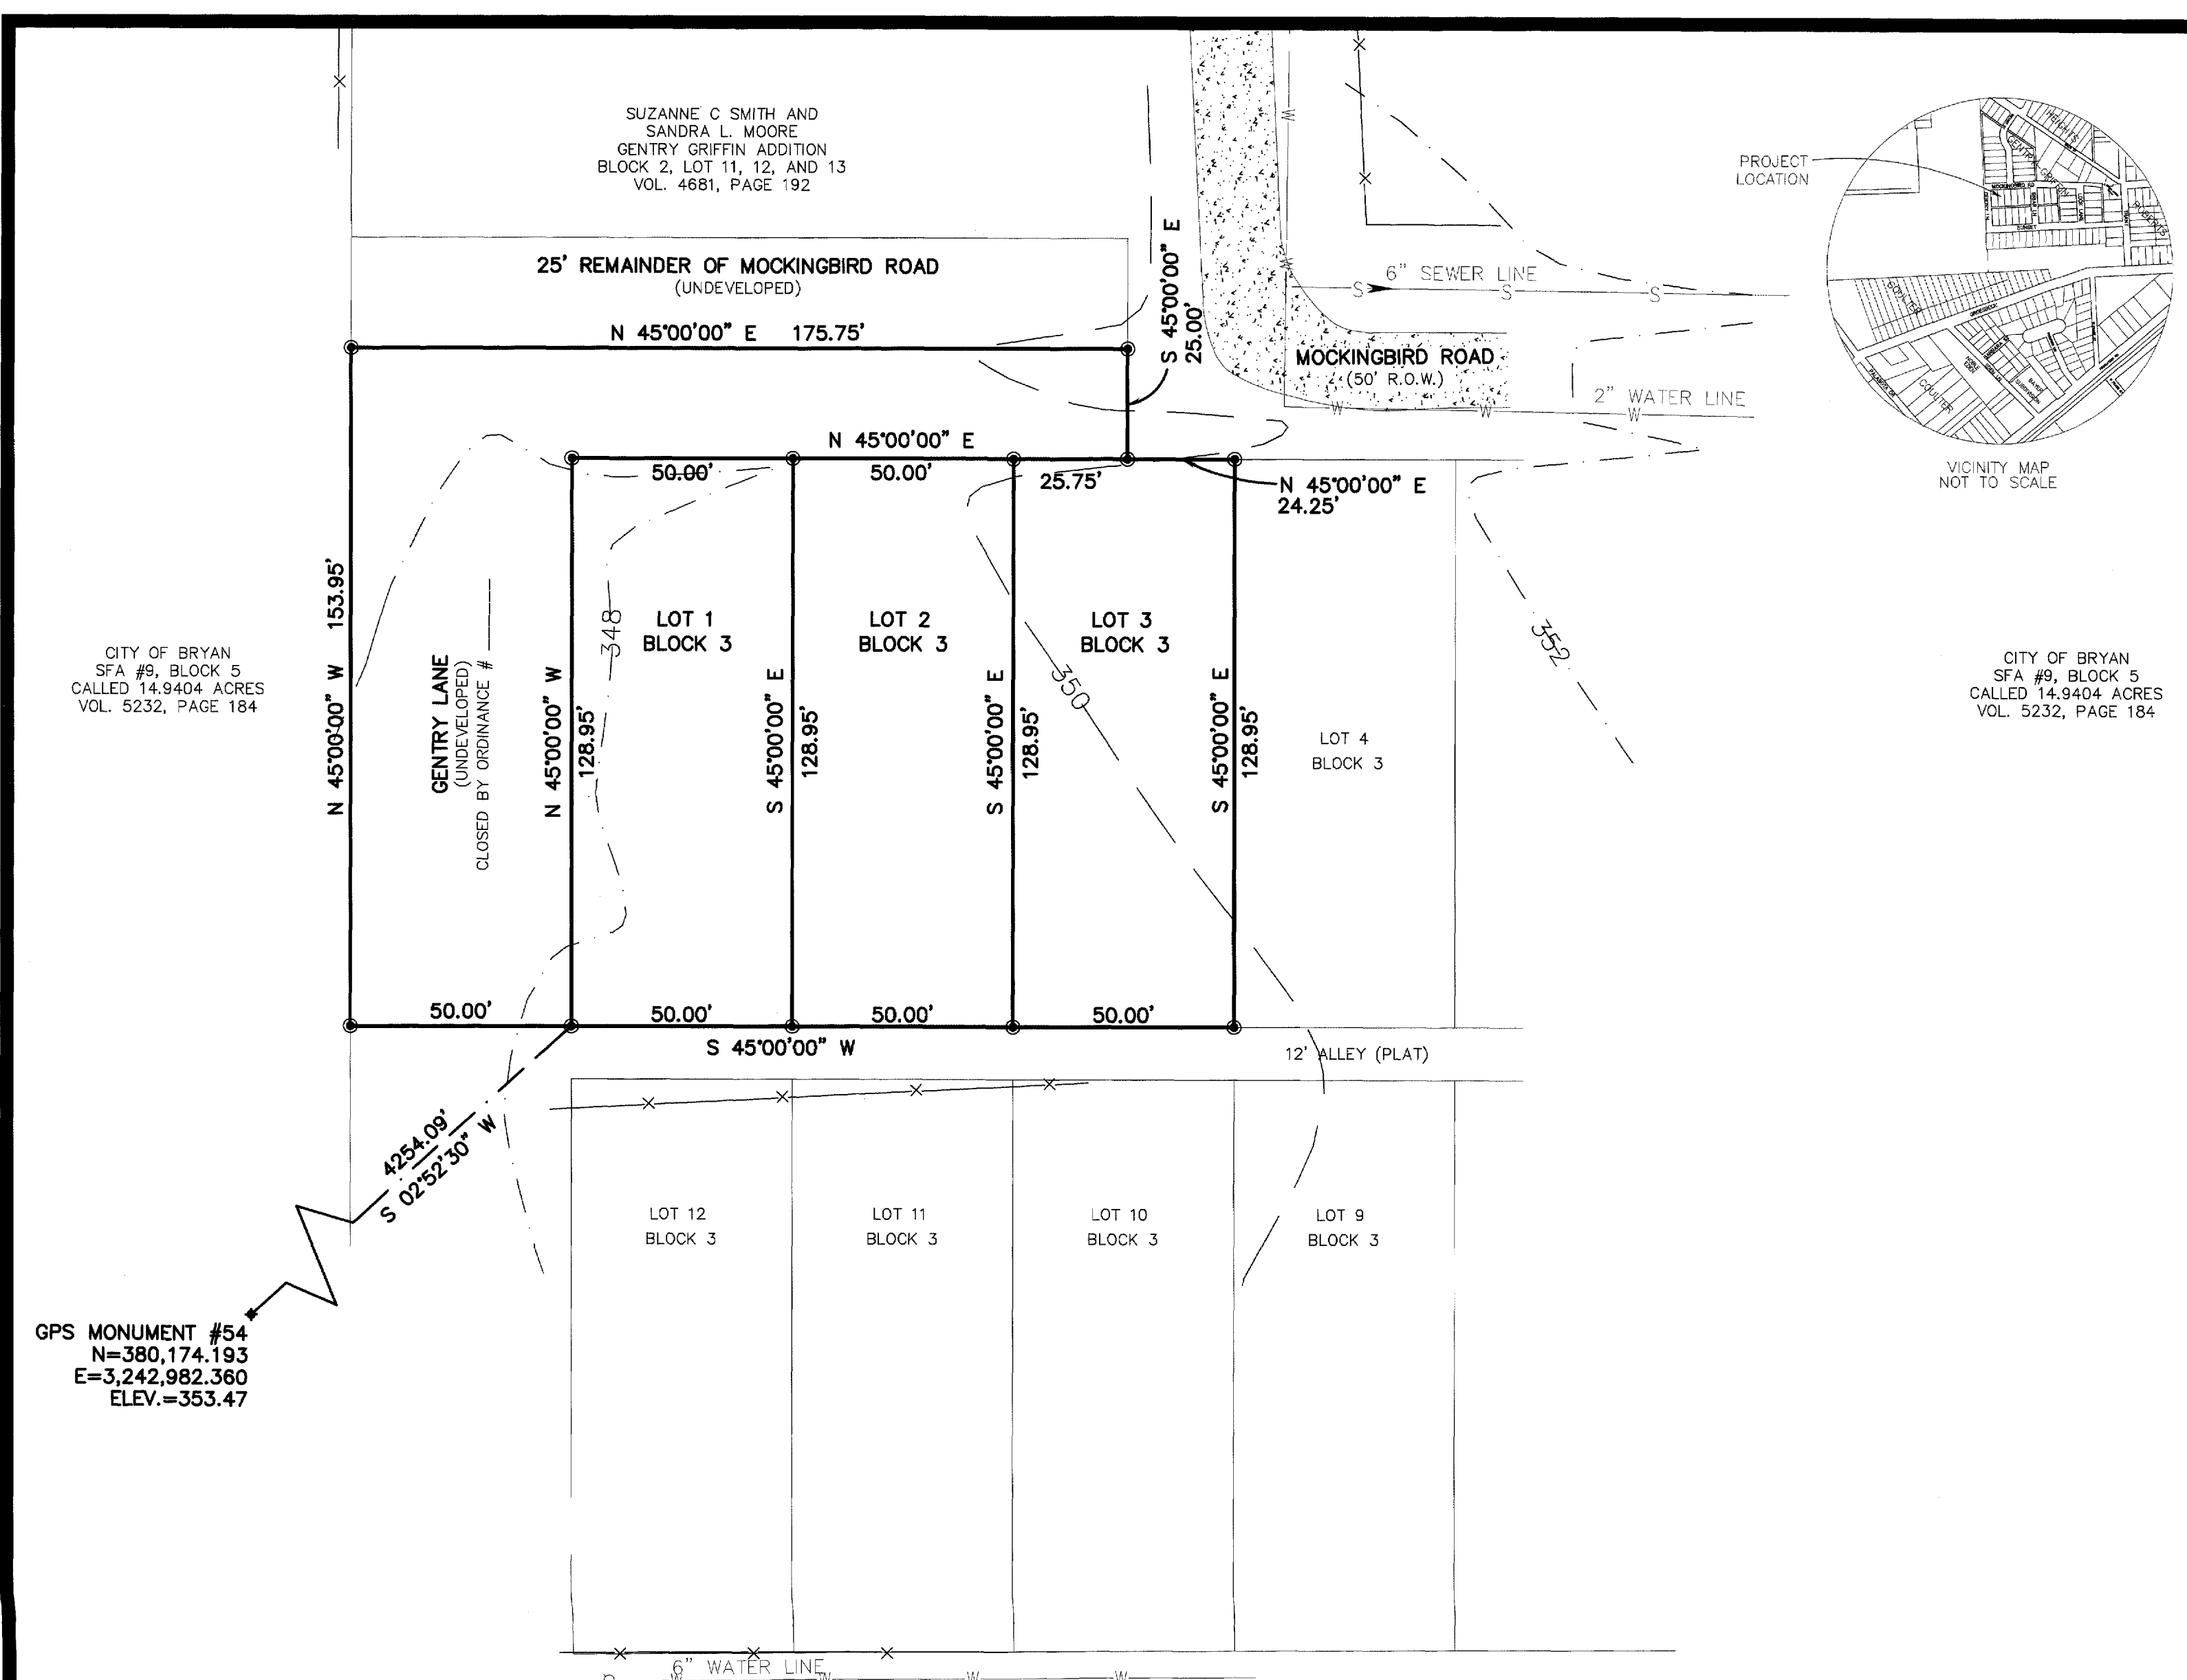 SUZANNE C SMITH AND
SANDRA L. MOORE
GENTRY GRIFFIN ADDITION
BLOCK 2, LOT 11, 12, AND 13
VOL. 4681, PAGE 192
25' REMAINDER OF MOCKINGBIRD ROAD
(UNDEVELOPED)
N 45°00'00" E 175.75'
S 45°00'00" E
25.00'
W
W
6" SEWER LINE
S S S
MOCKINGBIRD ROAD
(50' R.O.W.)
2" WATER LINE
W W W
PROJECT
LOCATION
HEIGHTS
GENTRY GRIFFIN
MOCKINGBIRD RD
SUNSET
COULTER
VICINITY MAP
NOT TO SCALE
N 45°00'00" E
50.00'
50.00'
25.75'
N 45°00'00" E
24.25'
N 45°00'00" W 153.95'
CITY OF BRYAN
SFA #9, BLOCK 5
CALLED 14.9404 ACRES
VOL. 5232, PAGE 184
GENTRY LANE
(UNDEVELOPED)
CLOSED BY ORDINANCE #
N 45°00'00" W
128.95'
348
LOT 1
BLOCK 3
S 45°00'00" E
128.95'
LOT 2
BLOCK 3
S 45°00'00" E
128.95'
LOT 3
BLOCK 3
350
S 45°00'00" E
128.95'
LOT 4
BLOCK 3
352
CITY OF BRYAN
SFA #9, BLOCK 5
CALLED 14.9404 ACRES
VOL. 5232, PAGE 184
50.00'
50.00'
50.00'
50.00'
S 45°00'00" W
12' ALLEY (PLAT)
4254.09'
S 02°52'30" W
LOT 12
BLOCK 3
LOT 11
BLOCK 3
LOT 10
BLOCK 3
LOT 9
BLOCK 3
GPS MONUMENT #54
N=380,174.193
E=3,242,982.360
ELEV.=353.47
6" WATER LINE
W W W W